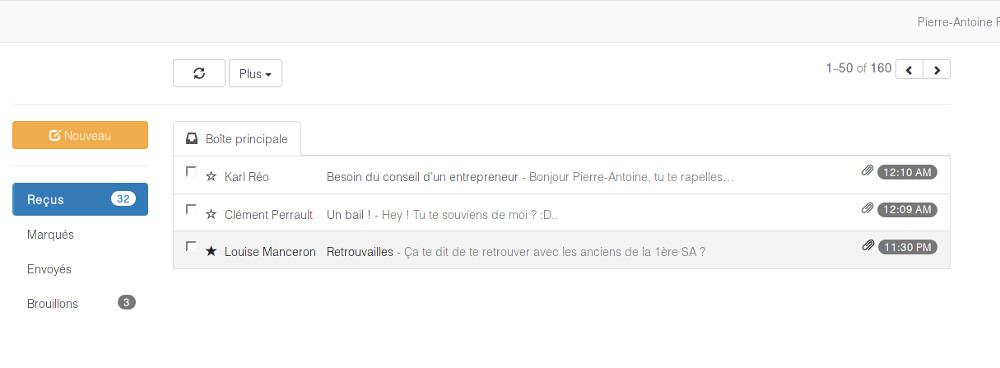 Pierre-Antoine
Plus
1–50 of 160
Nouveau
Boîte principale
Reçus 32
Karl Réo Besoin du conseil d'un entrepreneur - Bonjour Pierre-Antoine, tu te rapelles... 12:10 AM
Clément Perrault Un bail ! - Hey ! Tu te souviens de moi ? :D.. 12:09 AM
Marqués
Louise Manceron Retrouvailles - Ça te dit de te retrouver avec les anciens de la 1ère SA ? 11:30 PM
Envoyés
Brouillons 3